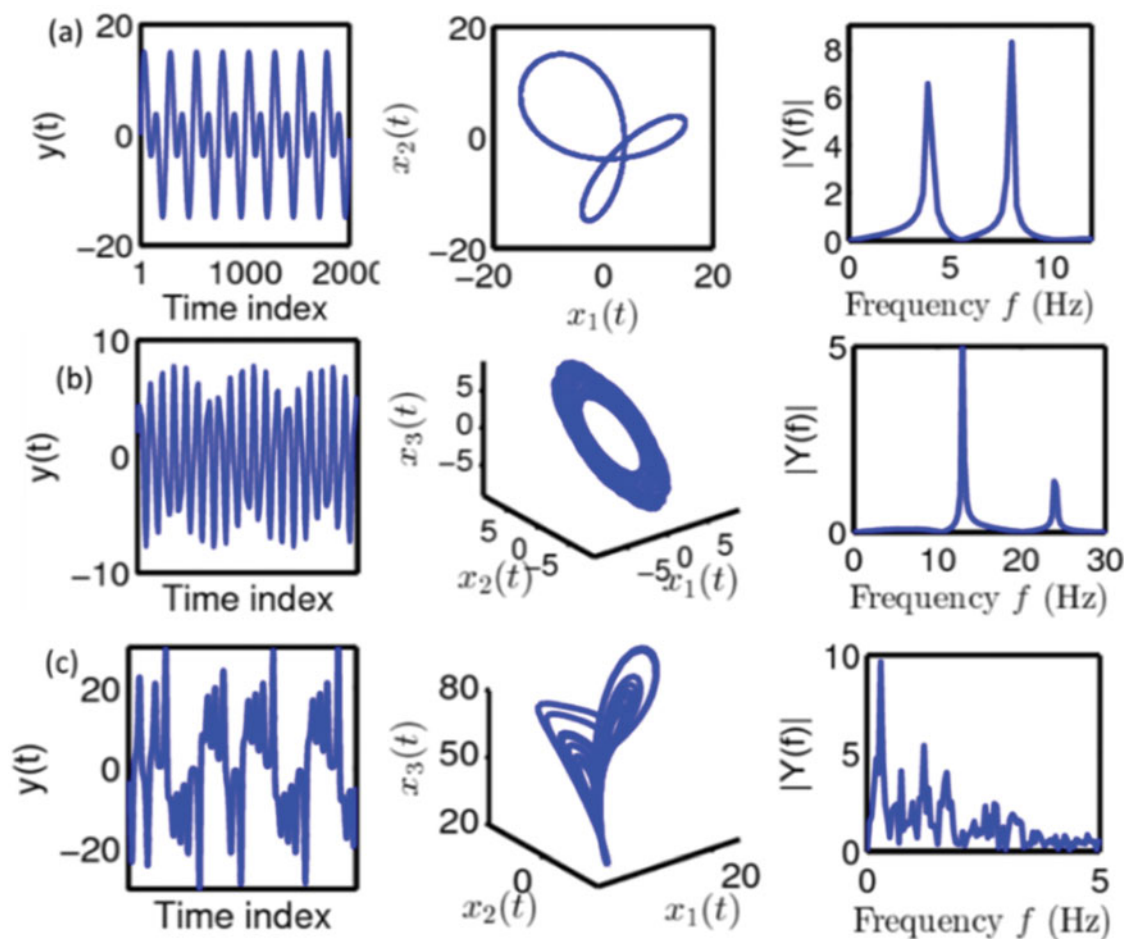 (a)
20
0
−20
y(t)
1 1000 2000
Time index
20
0
−20
x₂(t)
−20 0 20
x₁(t)
8
6
4
2
0
|Y(f)|
0 5 10
Frequency f (Hz)
(b)
10
0
−10
y(t)
Time index
5
0
−5
x₃(t)
5 0 −5
x₂(t)
−5 0 5
x₁(t)
5
0
|Y(f)|
0 10 20 30
Frequency f (Hz)
(c)
20
0
−20
y(t)
Time index
80
50
20
x₃(t)
0
x₂(t)
20
x₁(t)
10
5
0
|Y(f)|
0 5
Frequency f (Hz)